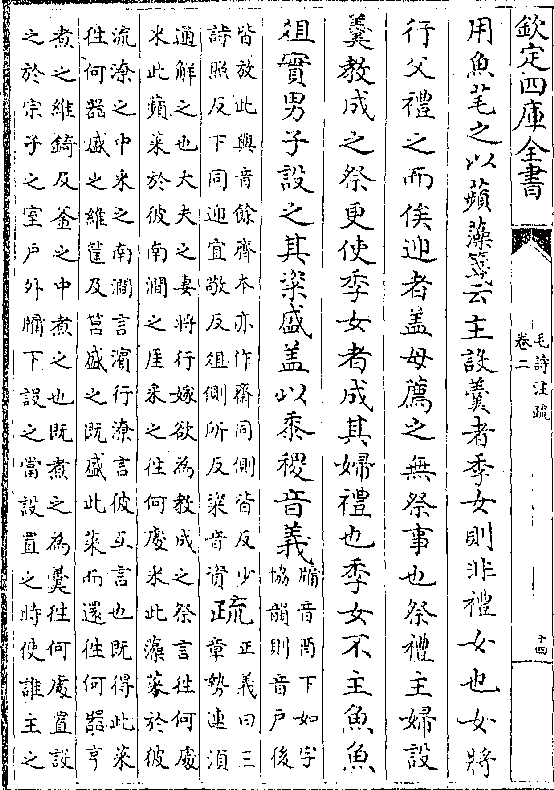 欽定四庫全書
毛詩注疏
卷二
十四
用魚芼之以蘋藻箋云主設羹者季女則非禮女也女將
行父禮之而俟迎者盖母薦之無祭事也祭禮主婦設
羹教成之祭更使季女者成其婦禮也季女不主魚魚
俎實男子設之其粢盛盖以黍稷音義
牖音酉下如字
協韻則音户後
皆放此與音餘齊本亦作齋同側皆反少
詩照反下同迎宜敬反俎側所反粢音資
疏
正義曰三
章勢連須
通解之也大夫之妻將行嫁欲為教成之祭言往何處
采此蘋菜於彼南澗之厓采之往何處采此藻菜於彼
流潦之中采之南澗言濵行潦言彼互言也既得此菜
往何器盛之維筐及筥盛之既盛此菜而還往何器亨
煮之維錡及釜之中煮之也既煮之為羹往何處置設
之於宗子之室户外牖下設之當設置之時使誰主之